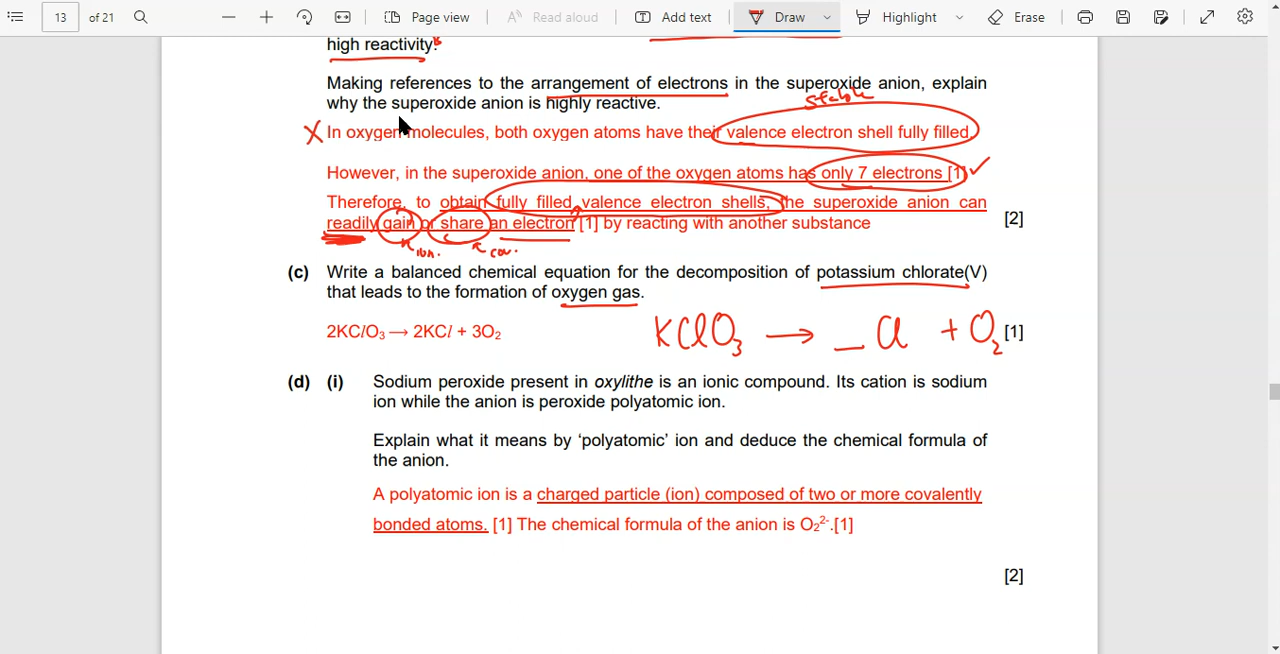 13 of 21 Page view Read aloud Add text Draw Highlight Erase
high reactivity.
Making references to the arrangement of electrons in the superoxide anion, explain
why the superoxide anion is highly reactive.
stable
X In oxygen molecules, both oxygen atoms have their valence electron shell fully filled.
However, in the superoxide anion, one of the oxygen atoms has only 7 electrons [1] ✓
Therefore, to obtain fully filled valence electron shells, the superoxide anion can
readily gain or share an electron [1] by reacting with another substance [2]
ion. cov.
(c) Write a balanced chemical equation for the decomposition of potassium chlorate(V)
that leads to the formation of oxygen gas.
2KClO₃ → 2KCl + 3O₂ KClO₃ → _ Cl + O₂ [1]
(d) (i) Sodium peroxide present in oxylithe is an ionic compound. Its cation is sodium
ion while the anion is peroxide polyatomic ion.
Explain what it means by ‘polyatomic’ ion and deduce the chemical formula of
the anion.
A polyatomic ion is a charged particle (ion) composed of two or more covalently
bonded atoms. [1] The chemical formula of the anion is O₂²⁻.[1]
[2]